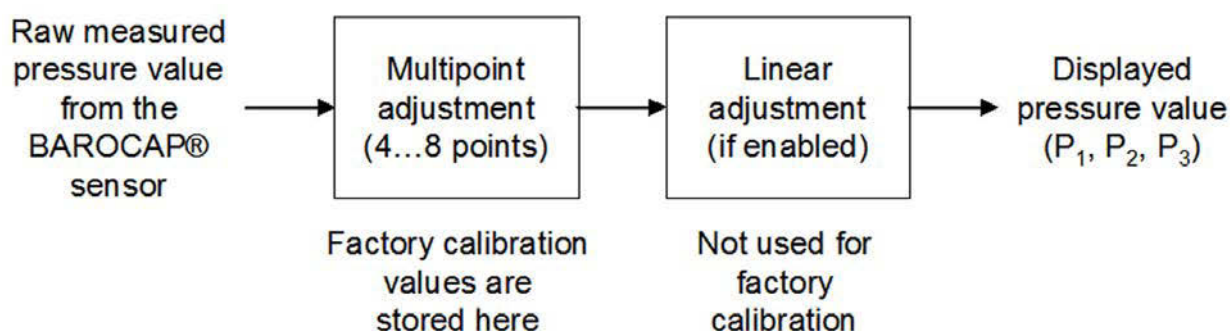 Raw measured
pressure value
from the
BAROCAP®
sensor
Multipoint
adjustment
(4...8 points)
Linear
adjustment
(if enabled)
Displayed
pressure value
(P1, P2, P3)
Factory calibration
values are
stored here
Not used for
factory
calibration